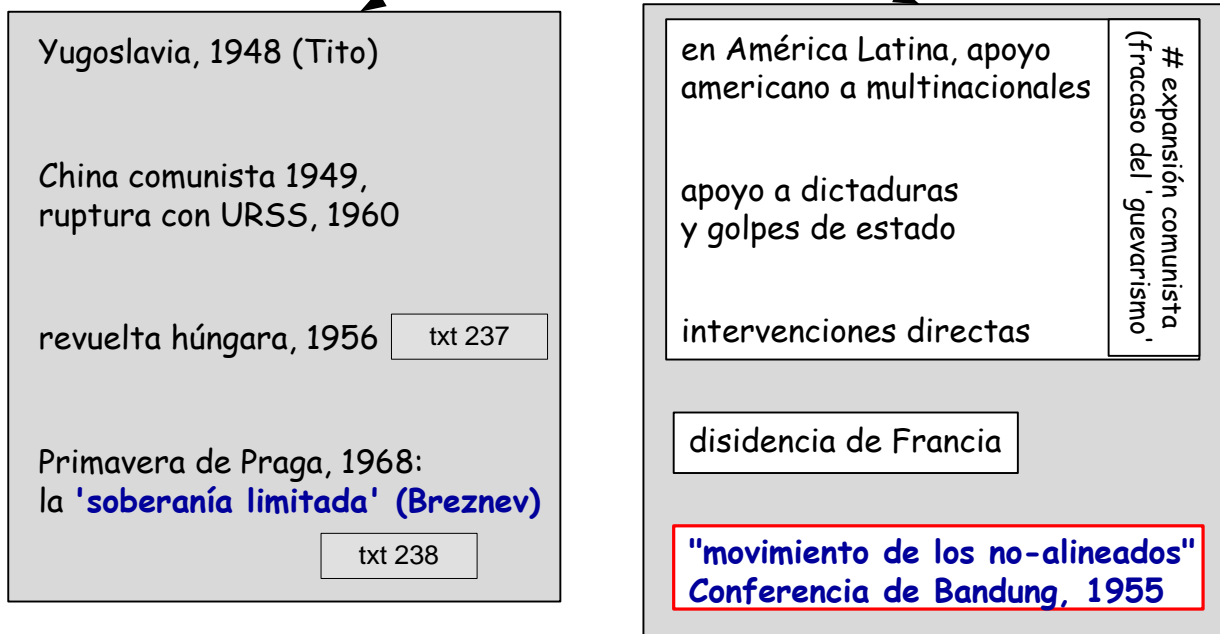 Yugoslavia, 1948 (Tito)
China comunista 1949,
ruptura con URSS, 1960
revuelta húngara, 1956
txt 237
Primavera de Praga, 1968:
la 'soberanía limitada' (Breznev)
txt 238
en América Latina, apoyo
americano a multinacionales
apoyo a dictaduras
y golpes de estado
intervenciones directas
# expansión comunista
(fracaso del 'guevarismo'
disidencia de Francia
"movimiento de los no-alineados"
Conferencia de Bandung, 1955